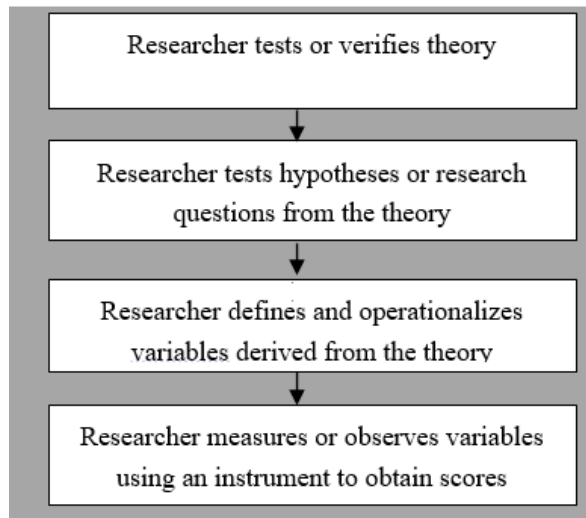 Researcher tests or verifies theory
Researcher tests hypotheses or research
questions from the theory
Researcher defines and operationalizes
variables derived from the theory
Researcher measures or observes variables
using an instrument to obtain scores